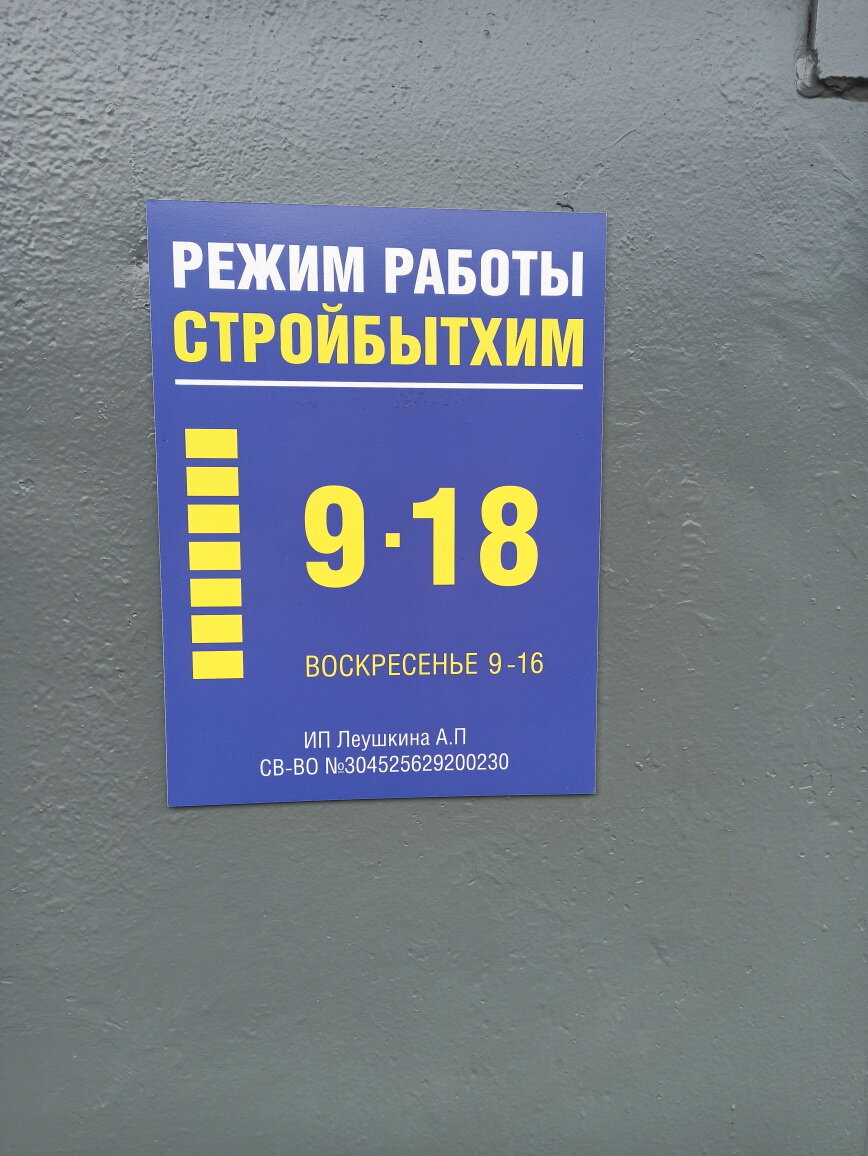 РЕЖИМ РАБОТЫ
СТРОЙБЫТХИМ
9·18
ВОСКРЕСЕНЬЕ 9-16
ИП Леушкина А.П
СВ-ВО №304525629200230